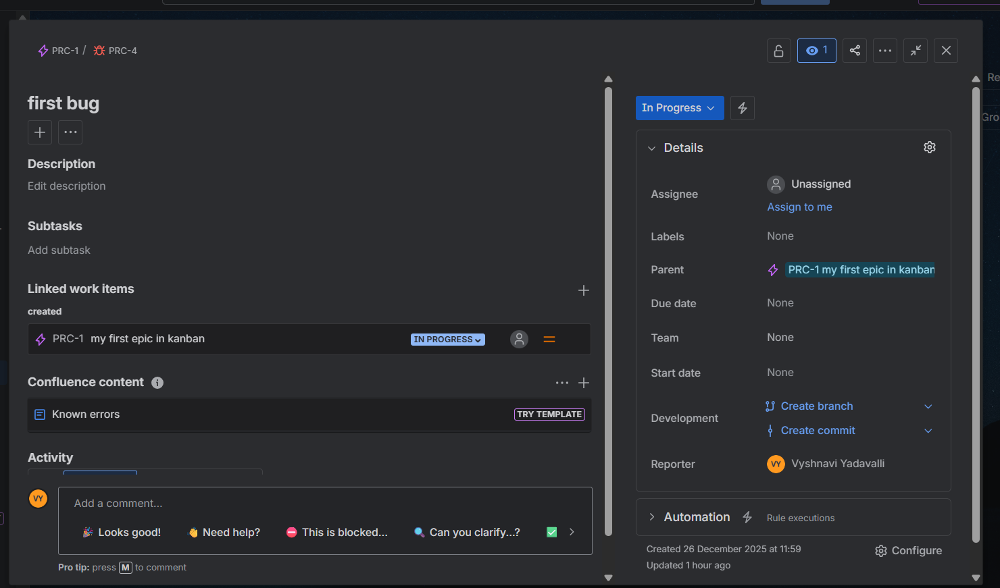 PRC-1 / PRC-4
1
first bug
Description
Edit description
Subtasks
Add subtask
Linked work items
created
PRC-1 my first epic in kanban IN PROGRESS
Confluence content
Known errors TRY TEMPLATE
Activity
VY
Add a comment...
🎉 Looks good! 👋 Need help? ⛔ This is blocked... 🔍 Can you clarify...? ✅
Pro tip: press M to comment
In Progress
Details
Assignee Unassigned
Assign to me
Labels None
Parent PRC-1 my first epic in kanban
Due date None
Team None
Start date None
Development Create branch
Create commit
Reporter VY Vyshnavi Yadavalli
Automation Rule executions
Created 26 December 2025 at 11:59
Updated 1 hour ago
Configure
Re
Gro